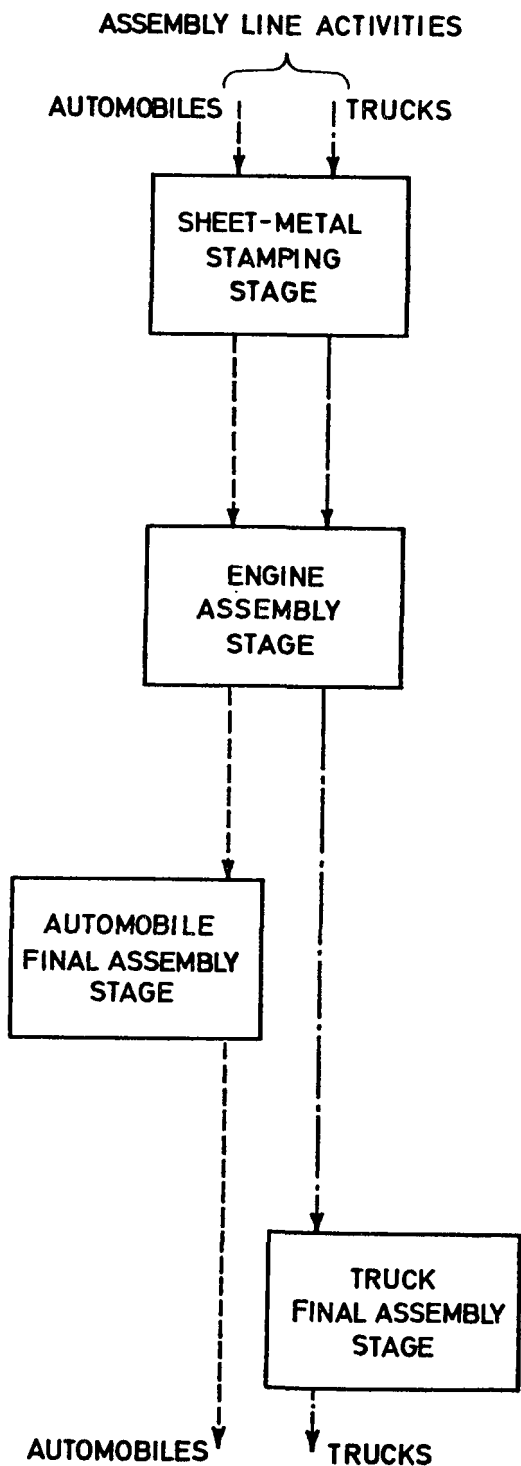 ASSEMBLY LINE ACTIVITIES
AUTOMOBILES
TRUCKS
SHEET-METAL
STAMPING
STAGE
ENGINE
ASSEMBLY
STAGE
AUTOMOBILE
FINAL ASSEMBLY
STAGE
TRUCK
FINAL ASSEMBLY
STAGE
AUTOMOBILES
TRUCKS